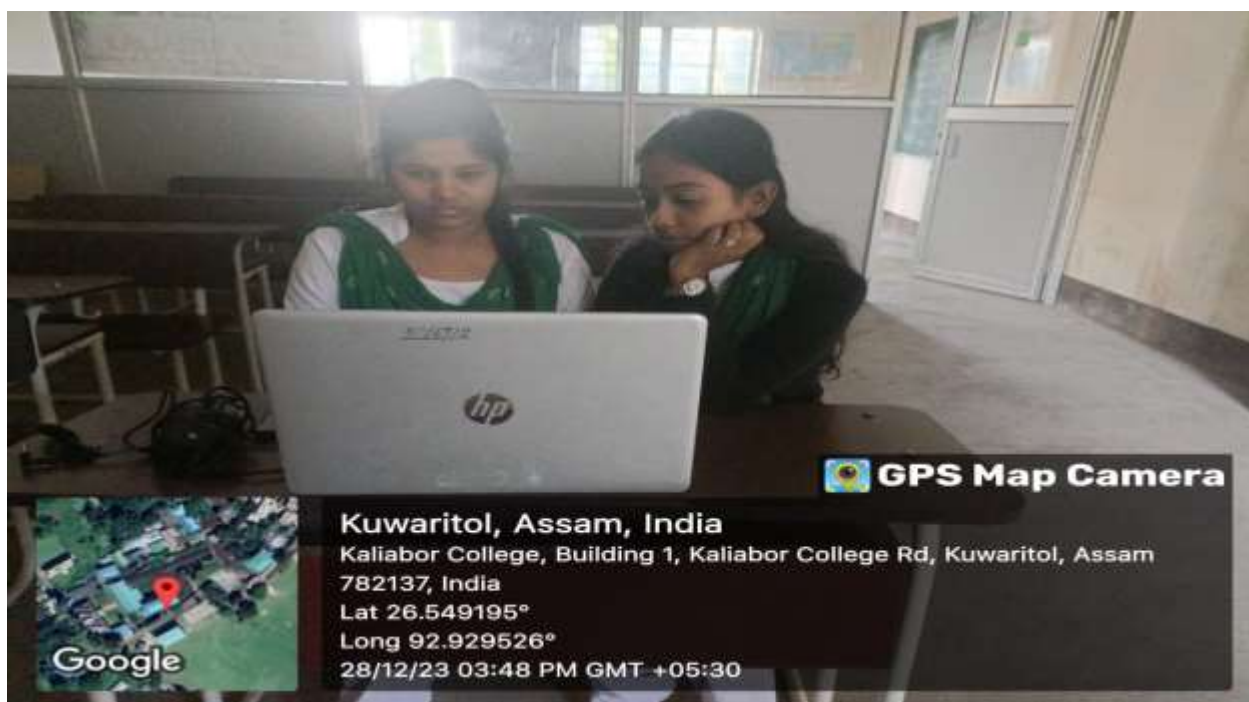 hp
GPS Map Camera
Kuwaritol, Assam, India
Kaliabor College, Building 1, Kaliabor College Rd, Kuwaritol, Assam
782137, India
Lat 26.549195°
Long 92.929526°
28/12/23 03:48 PM GMT +05:30
Google